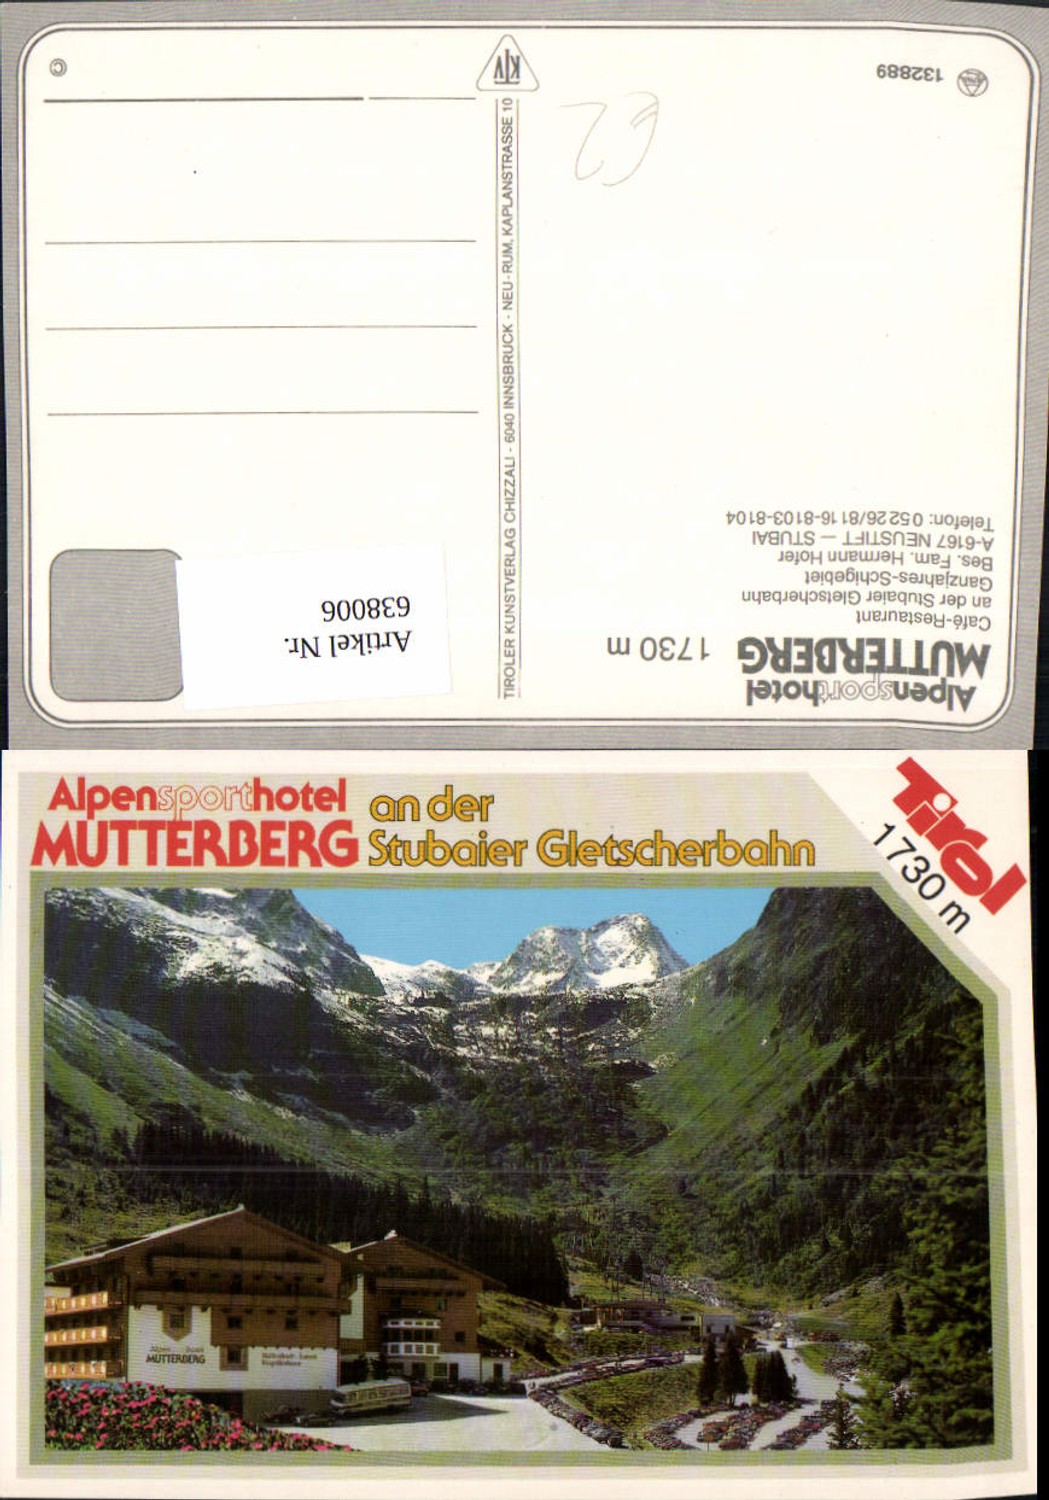 Alpensporthotel
MUTTERBERG 1730 m
Café-Restaurant
an der Stubaier Gletscherbahn
Ganzjahres-Schigebiet
Bes. Fam. Hermann Hofer
A-6167 NEUSTIFT — STUBAI
Telefon: 0 52 26/81 16-8103-8104
TIROLER KUNSTVERLAG CHIZZALI - 6040 INNSBRUCK - NEU-RUM, KAPLANSTRASSE 10
Artikel Nr.
638006
132889
KTV
©
Alpensporthotel
MUTTERBERG
an der
Stubaier Gletscherbahn
Tirol
1730 m
MUTTERBERG